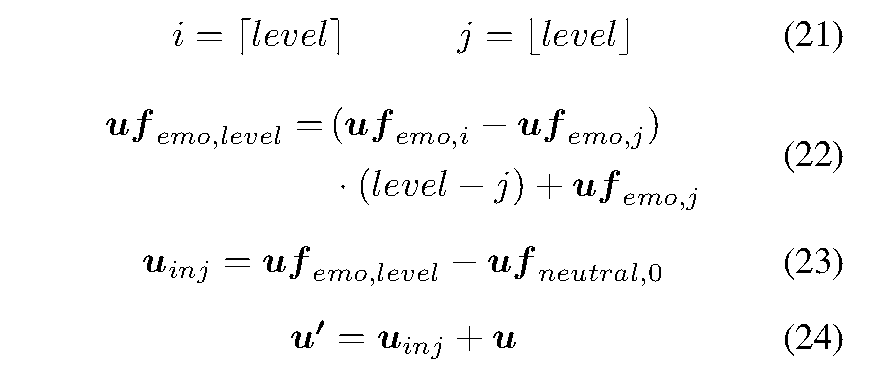 i = ⌈level⌉ j = ⌊level⌋ (21)
uf_{emo,level} = (uf_{emo,i} − uf_{emo,j})
· (level − j) + uf_{emo,j} (22)
u_{inj} = uf_{emo,level} − uf_{neutral,0} (23)
u′ = u_{inj} + u (24)